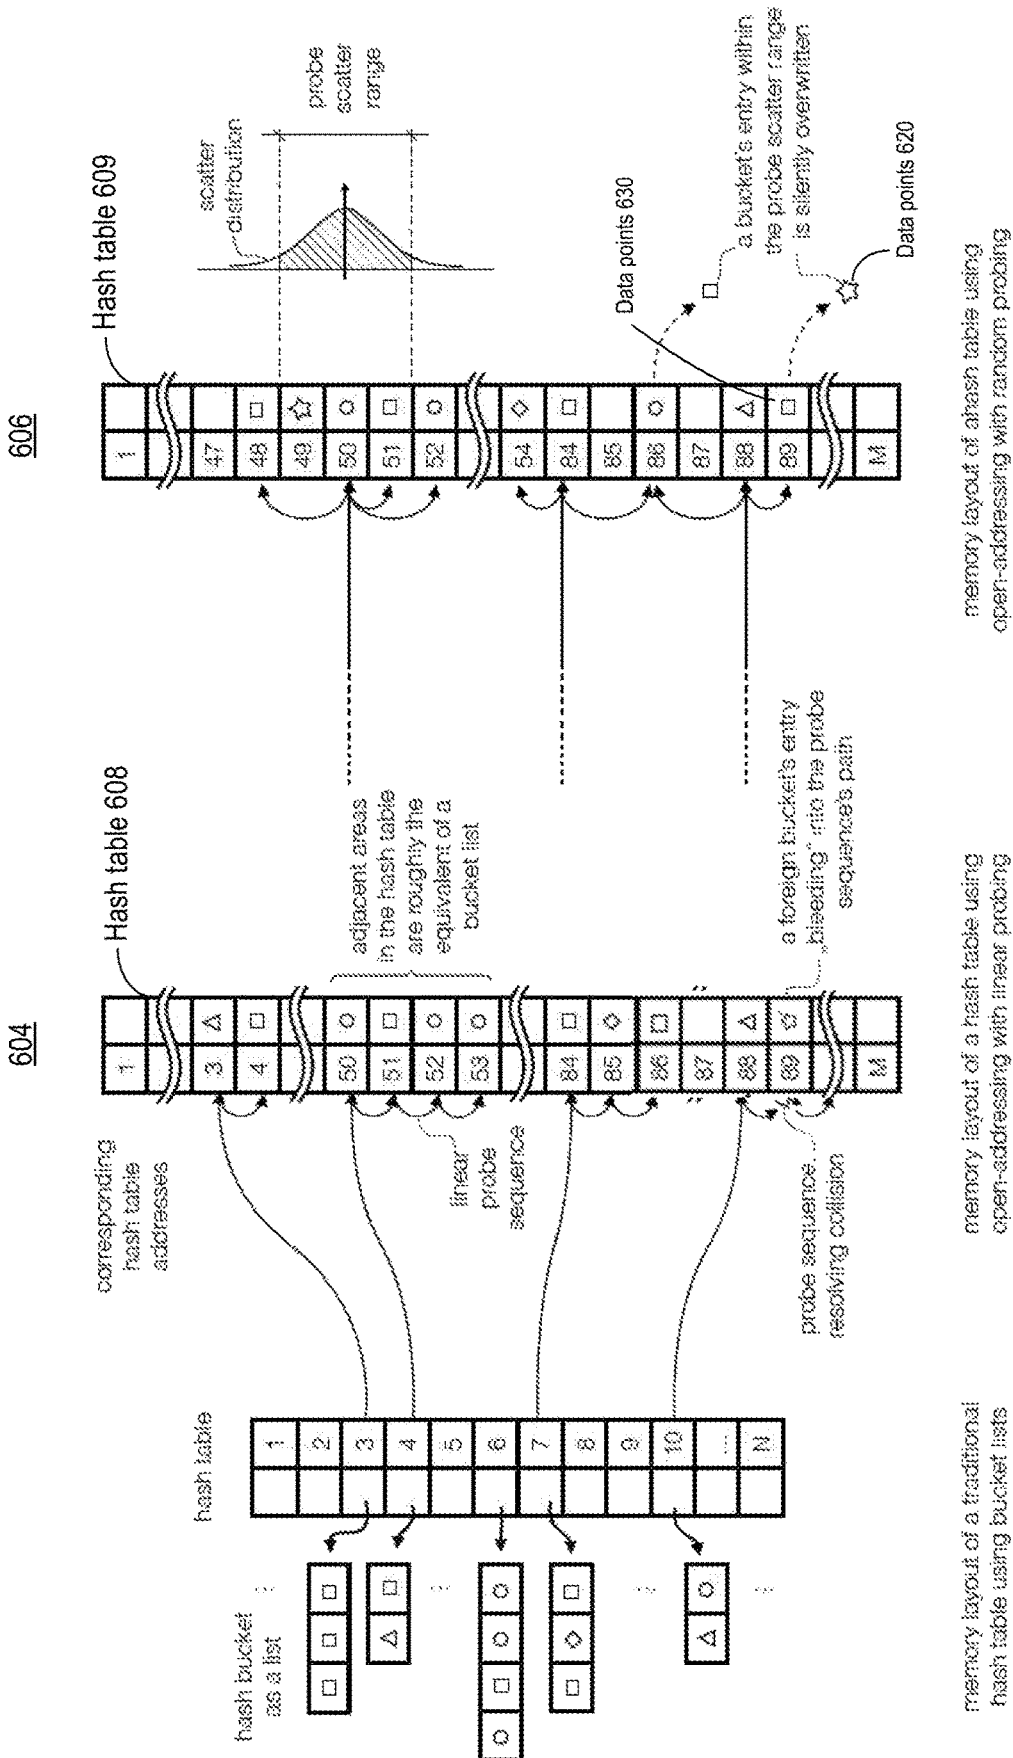 hash bucket
as a list
hash table
1
2
3
4
5
6
7
8
9
10
...
N
memory layout of a traditional
hash table using bucket lists
604
Hash table 608
corresponding
hash table
addresses
1
3
4
50
51
52
53
84
85
86
87
88
89
M
linear
probe
sequence
adjacent areas
in the hash table
are roughly the
equivalent of a
bucket list
probe sequence
resolving collision
a foreign bucket's entry
"bleeding" into the probe
sequence's path
memory layout of a hash table using
open-addressing with linear probing
606
Hash table 609
1
47
48
49
50
51
52
54
84
85
86
87
88
89
M
scatter
distribution
probe
scatter
range
Data points 630
a bucket's entry within
the probe scatter range
is silently overwritten
Data points 620
memory layout of ahash table using
open-addressing with random probing